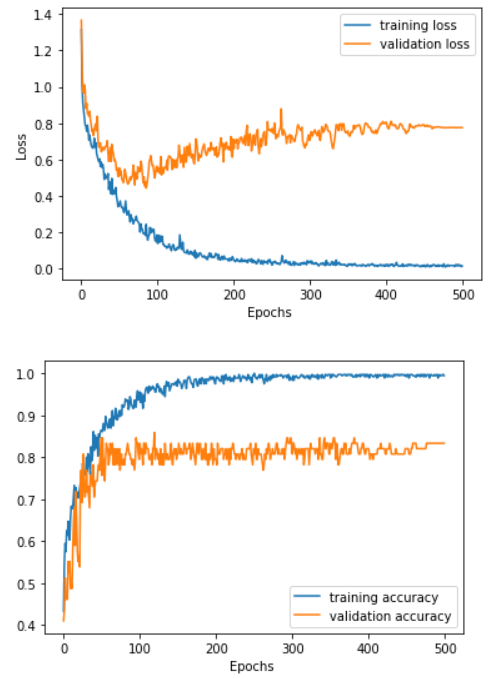 1.4
1.2
1.0
0.8
0.6
0.4
0.2
0.0
Loss
training loss
validation loss
0 100 200 300 400 500
Epochs
1.0
0.9
0.8
0.7
0.6
0.5
0.4
training accuracy
validation accuracy
0 100 200 300 400 500
Epochs